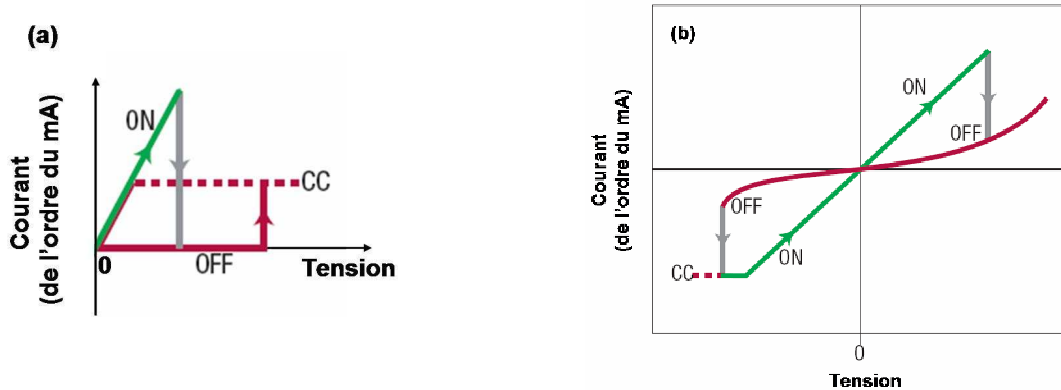 (a)
Courant
(de l'ordre du mA)
ON
CC
OFF
0
Tension
(b)
Courant
(de l'ordre du mA)
ON
OFF
OFF
ON
CC
0
Tension